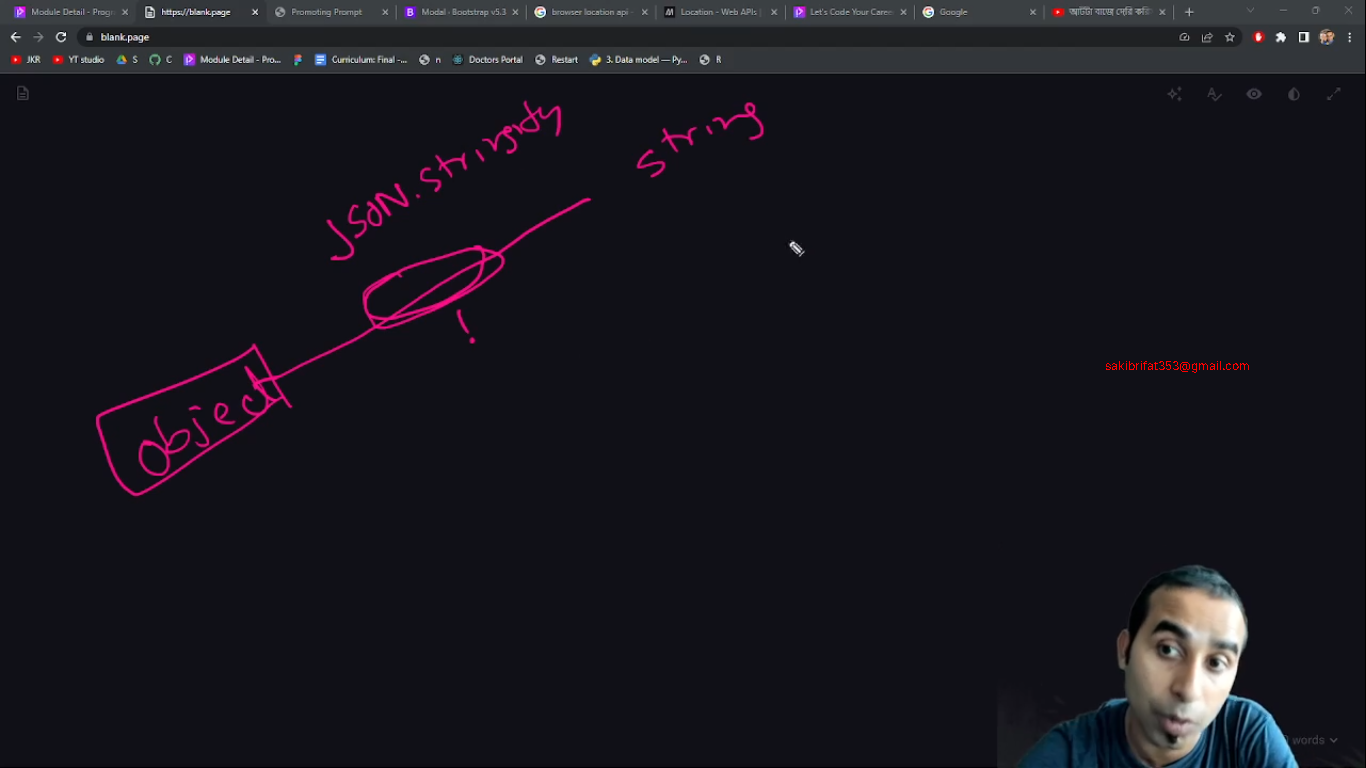 Module Detail - Progr
https://blank.page
Promoting Prompt
Modal · Bootstrap v5.3
browser location api -
Location - Web APIs |
Let's Code Your Caree
Google
আটটা বাজে দেরি করি
blank.page
JKR
YT studio
S
C
Module Detail - Pro...
Curriculum: Final -...
n
Doctors Portal
Restart
3. Data model — Py...
R
JSON.stringify
string
!
object
sakibrifat353@gmail.com
words